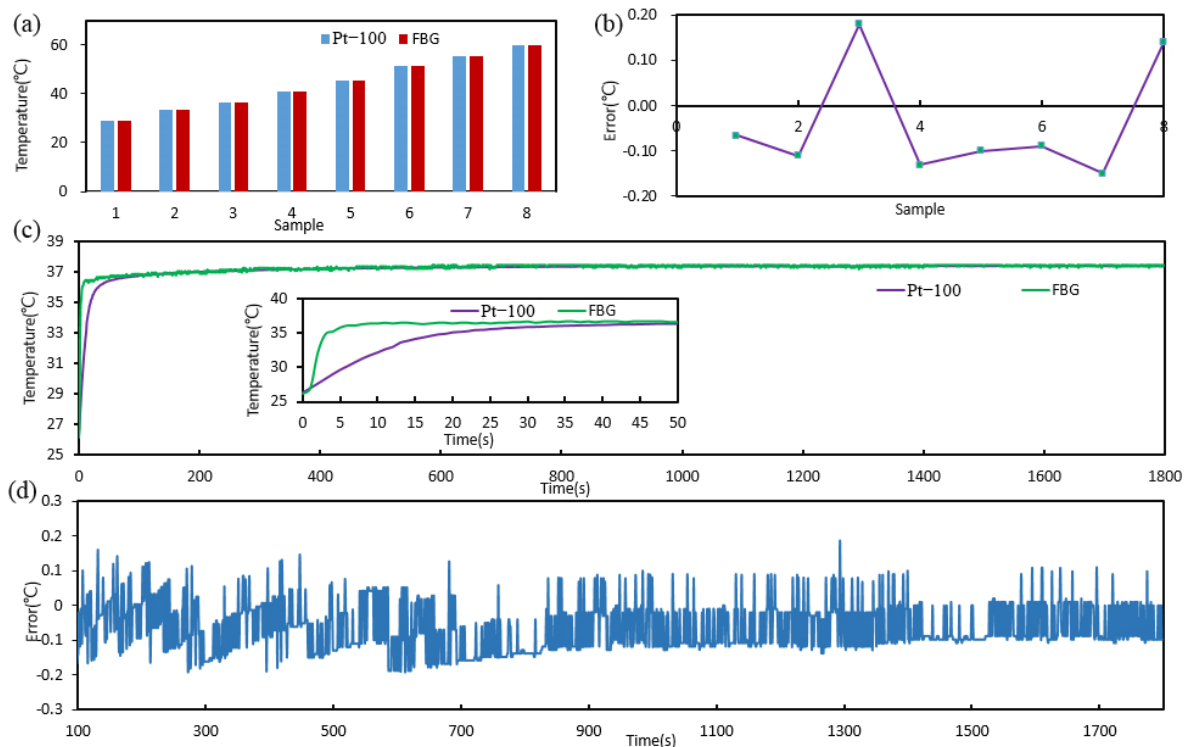 (a)
Temperature(℃)
60
40
20
0
Pt-100 FBG
1 2 3 4 5 6 7 8
Sample
(b)
Error(℃)
0.20
0.10
0.00
-0.10
-0.20
0 2 4 6 8
Sample
(c)
Temperature(℃)
39
37
35
33
31
29
27
25
Pt-100 FBG
0 200 400 600 800 1000 1200 1400 1600 1800
Time(s)
Temperature(℃)
40
35
30
25
Pt-100 FBG
0 5 10 15 20 25 30 35 40 45 50
Time(s)
(d)
Error(℃)
0.3
0.2
0.1
0
-0.1
-0.2
-0.3
100 300 500 700 900 1100 1300 1500 1700
Time(s)